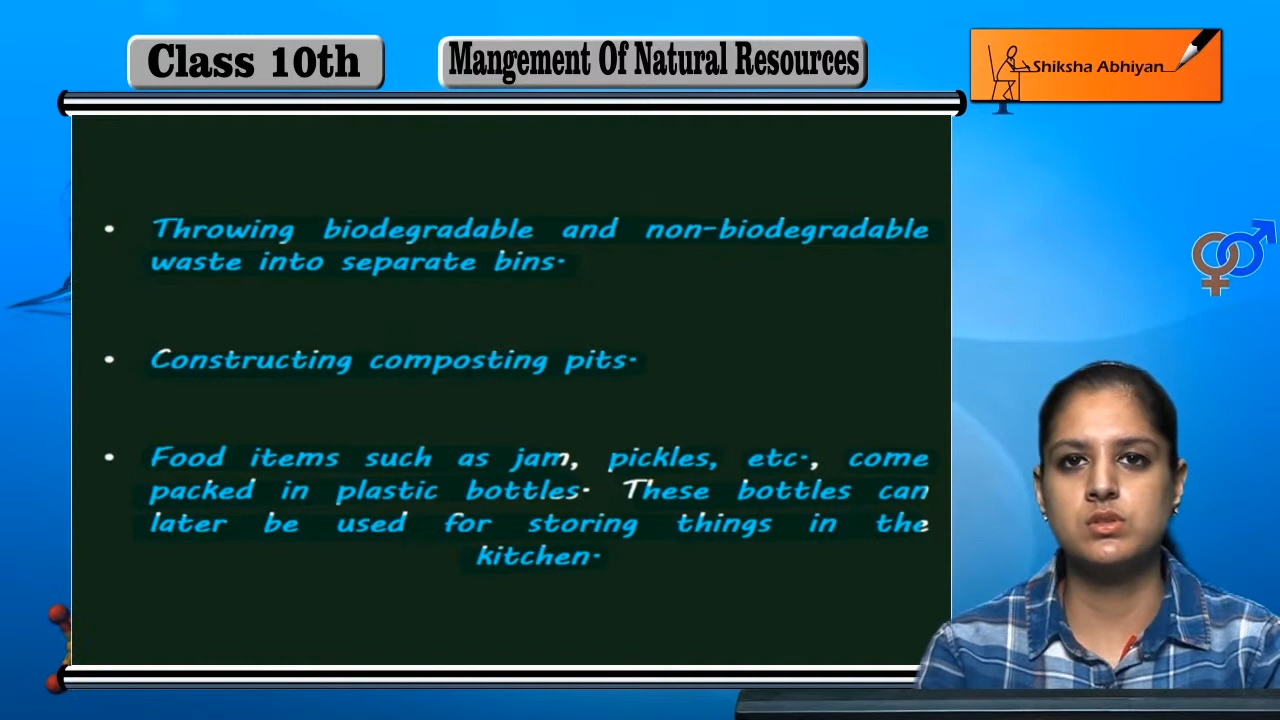 Class 10th
Mangement Of Natural Resources
Shiksha Abhiyan
• Throwing biodegradable and non-biodegradable
waste into separate bins.
• Constructing composting pits.
• Food items such as jam, pickles, etc., come
packed in plastic bottles. These bottles can
later be used for storing things in the
kitchen.